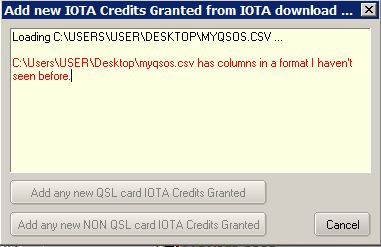 Add new IOTA Credits Granted from IOTA download ...
Loading C:\USERS\USER\DESKTOP\MYQSOS.CSV ...
C:\Users\USER\Desktop\myqsos.csv has columns in a format I haven't
seen before.
Add any new QSL card IOTA Credits Granted
Add any new NON QSL card IOTA Credits Granted
Cancel